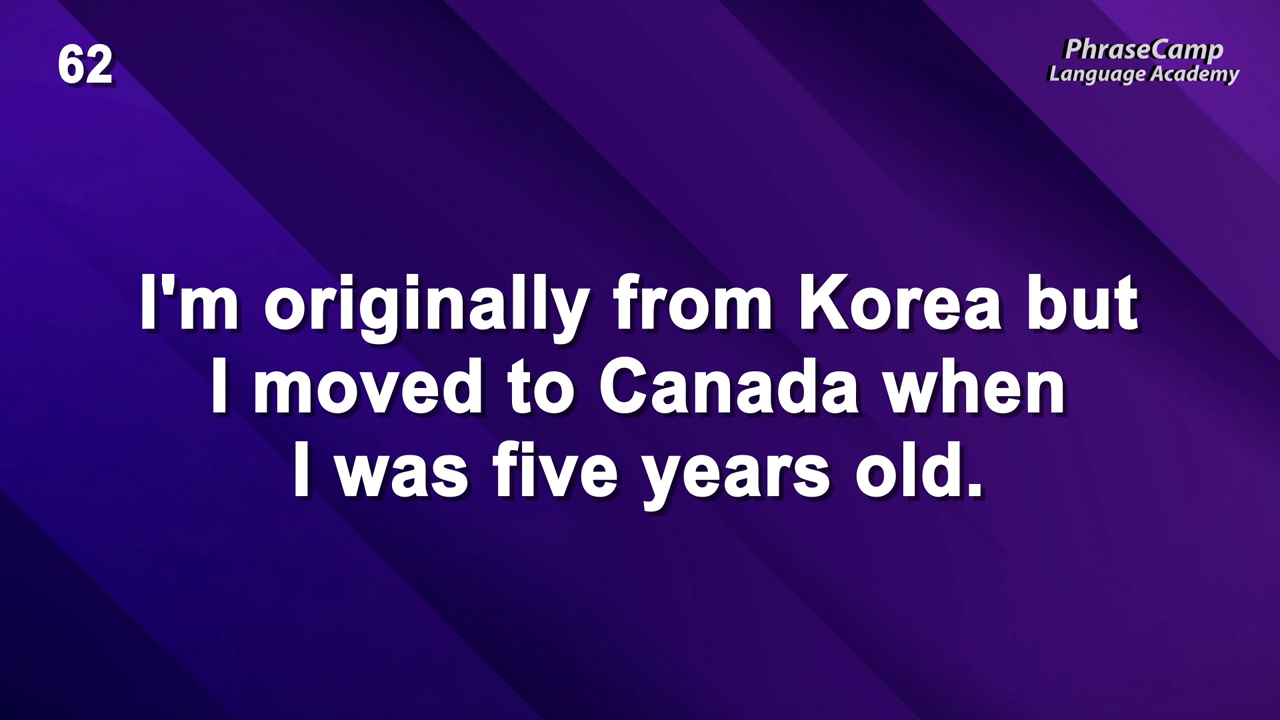 62
PhraseCamp
Language Academy
I'm originally from Korea but
I moved to Canada when
I was five years old.